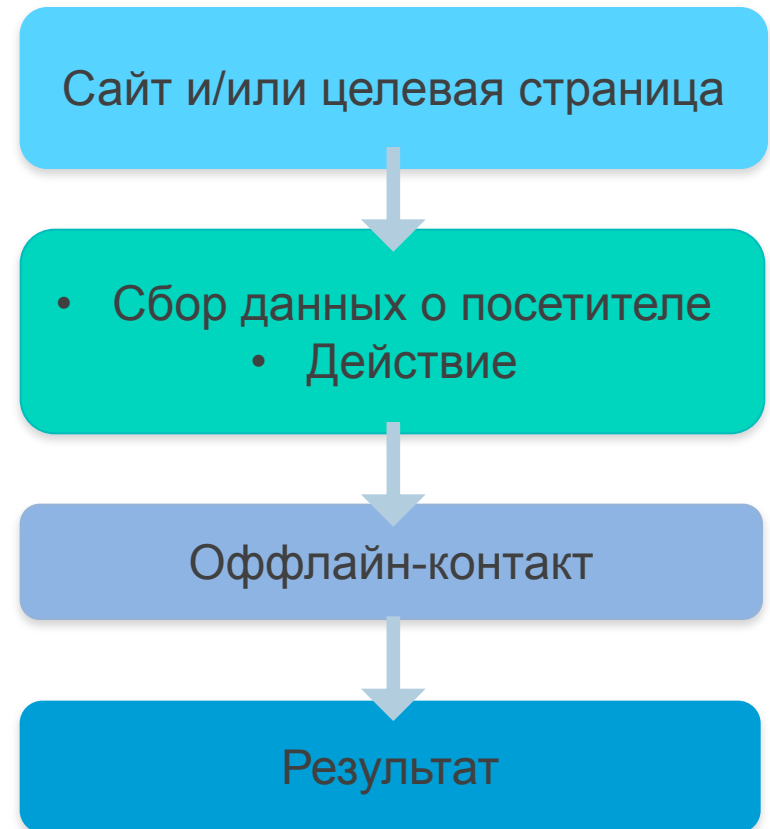 Сайт и/или целевая страница
• Сбор данных о посетителе
• Действие
Оффлайн-контакт
Результат